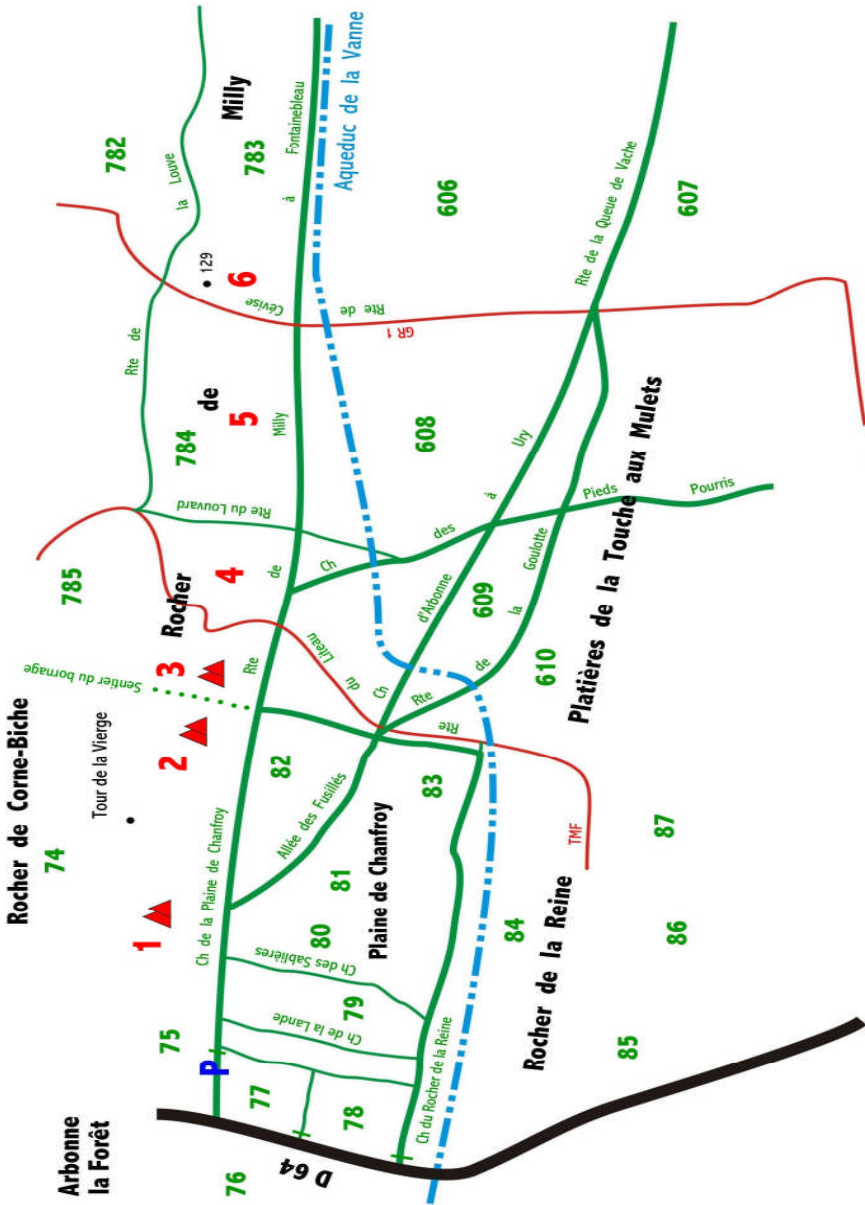 Arbonne
la Forêt
Rocher de Corne-Biche
Tour de la Vierge
74
75
76
77
78
79
80
81
82
83
84
85
86
87
P
D 64
1
2
3
4
5
6
Sentier du bornage
785
784
782
783
Rocher
de
Milly
129
Rte de
la Louve
Rte du Louvard
Ch de la Plaine de Chanfroy
Rte
de
Milly
à
Fontainebleau
Aqueduc de la Vanne
Rte de
Cévise
GR 1
606
607
608
609
610
Allée des Fusillés
Ch
d'Arbonne
à
Ury
Rte de la Queue de Vache
Rte
du
Liteau
Rte
de
la
Goulotte
Ch
des
Pieds
Pourris
Ch des Sablières
Ch de la Lande
Plaine de Chanfroy
Ch du Rocher de la Reine
Rocher de la Reine
TMF
Platières de la Touche aux Mulets